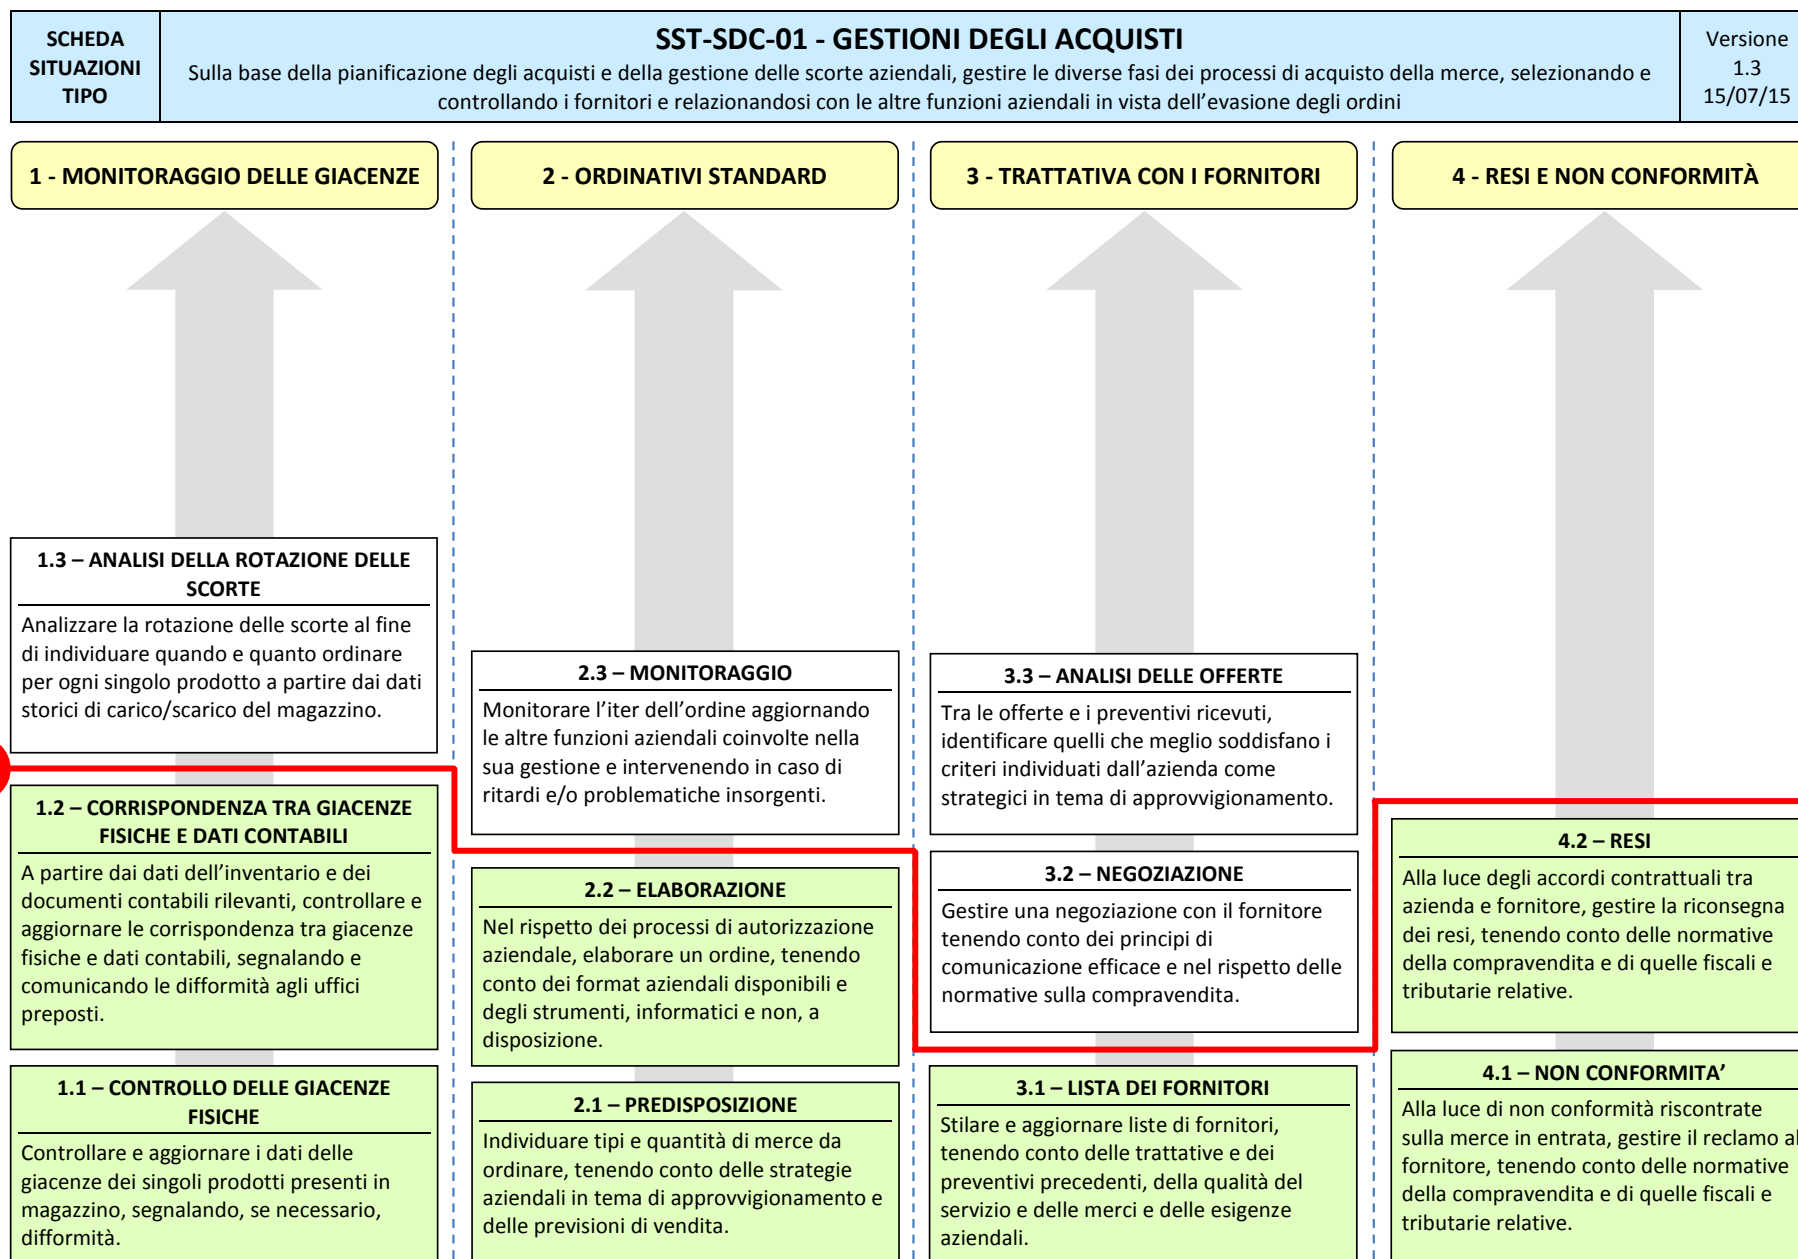 SCHEDA
SITUAZIONI
TIPO
SST-SDC-01 - GESTIONI DEGLI ACQUISTI
Sulla base della pianificazione degli acquisti e della gestione delle scorte aziendali, gestire le diverse fasi dei processi di acquisto della merce, selezionando e
controllando i fornitori e relazionandosi con le altre funzioni aziendali in vista dell’evasione degli ordini
Versione
1.3
15/07/15
1 - MONITORAGGIO DELLE GIACENZE
1.3 – ANALISI DELLA ROTAZIONE DELLE
SCORTE
Analizzare la rotazione delle scorte al fine
di individuare quando e quanto ordinare
per ogni singolo prodotto a partire dai dati
storici di carico/scarico del magazzino.
1.2 – CORRISPONDENZA TRA GIACENZE
FISICHE E DATI CONTABILI
A partire dai dati dell’inventario e dei
documenti contabili rilevanti, controllare e
aggiornare le corrispondenza tra giacenze
fisiche e dati contabili, segnalando e
comunicando le difformità agli uffici
preposti.
1.1 – CONTROLLO DELLE GIACENZE
FISICHE
Controllare e aggiornare i dati delle
giacenze dei singoli prodotti presenti in
magazzino, segnalando, se necessario,
difformità.
2 - ORDINATIVI STANDARD
2.3 – MONITORAGGIO
Monitorare l’iter dell’ordine aggiornando
le altre funzioni aziendali coinvolte nella
sua gestione e intervenendo in caso di
ritardi e/o problematiche insorgenti.
2.2 – ELABORAZIONE
Nel rispetto dei processi di autorizzazione
aziendale, elaborare un ordine, tenendo
conto dei format aziendali disponibili e
degli strumenti, informatici e non, a
disposizione.
2.1 – PREDISPOSIZIONE
Individuare tipi e quantità di merce da
ordinare, tenendo conto delle strategie
aziendali in tema di approvvigionamento e
delle previsioni di vendita.
3 - TRATTATIVA CON I FORNITORI
3.3 – ANALISI DELLE OFFERTE
Tra le offerte e i preventivi ricevuti,
identificare quelli che meglio soddisfano i
criteri individuati dall’azienda come
strategici in tema di approvvigionamento.
3.2 – NEGOZIAZIONE
Gestire una negoziazione con il fornitore
tenendo conto dei principi di
comunicazione efficace e nel rispetto delle
normative sulla compravendita.
3.1 – LISTA DEI FORNITORI
Stilare e aggiornare liste di fornitori,
tenendo conto delle trattative e dei
preventivi precedenti, della qualità del
servizio e delle merci e delle esigenze
aziendali.
4 - RESI E NON CONFORMITÀ
4.2 – RESI
Alla luce degli accordi contrattuali tra
azienda e fornitore, gestire la riconsegna
dei resi, tenendo conto delle normative
della compravendita e di quelle fiscali e
tributarie relative.
4.1 – NON CONFORMITA’
Alla luce di non conformità riscontrate
sulla merce in entrata, gestire il reclamo al
fornitore, tenendo conto delle normative
della compravendita e di quelle fiscali e
tributarie relative.